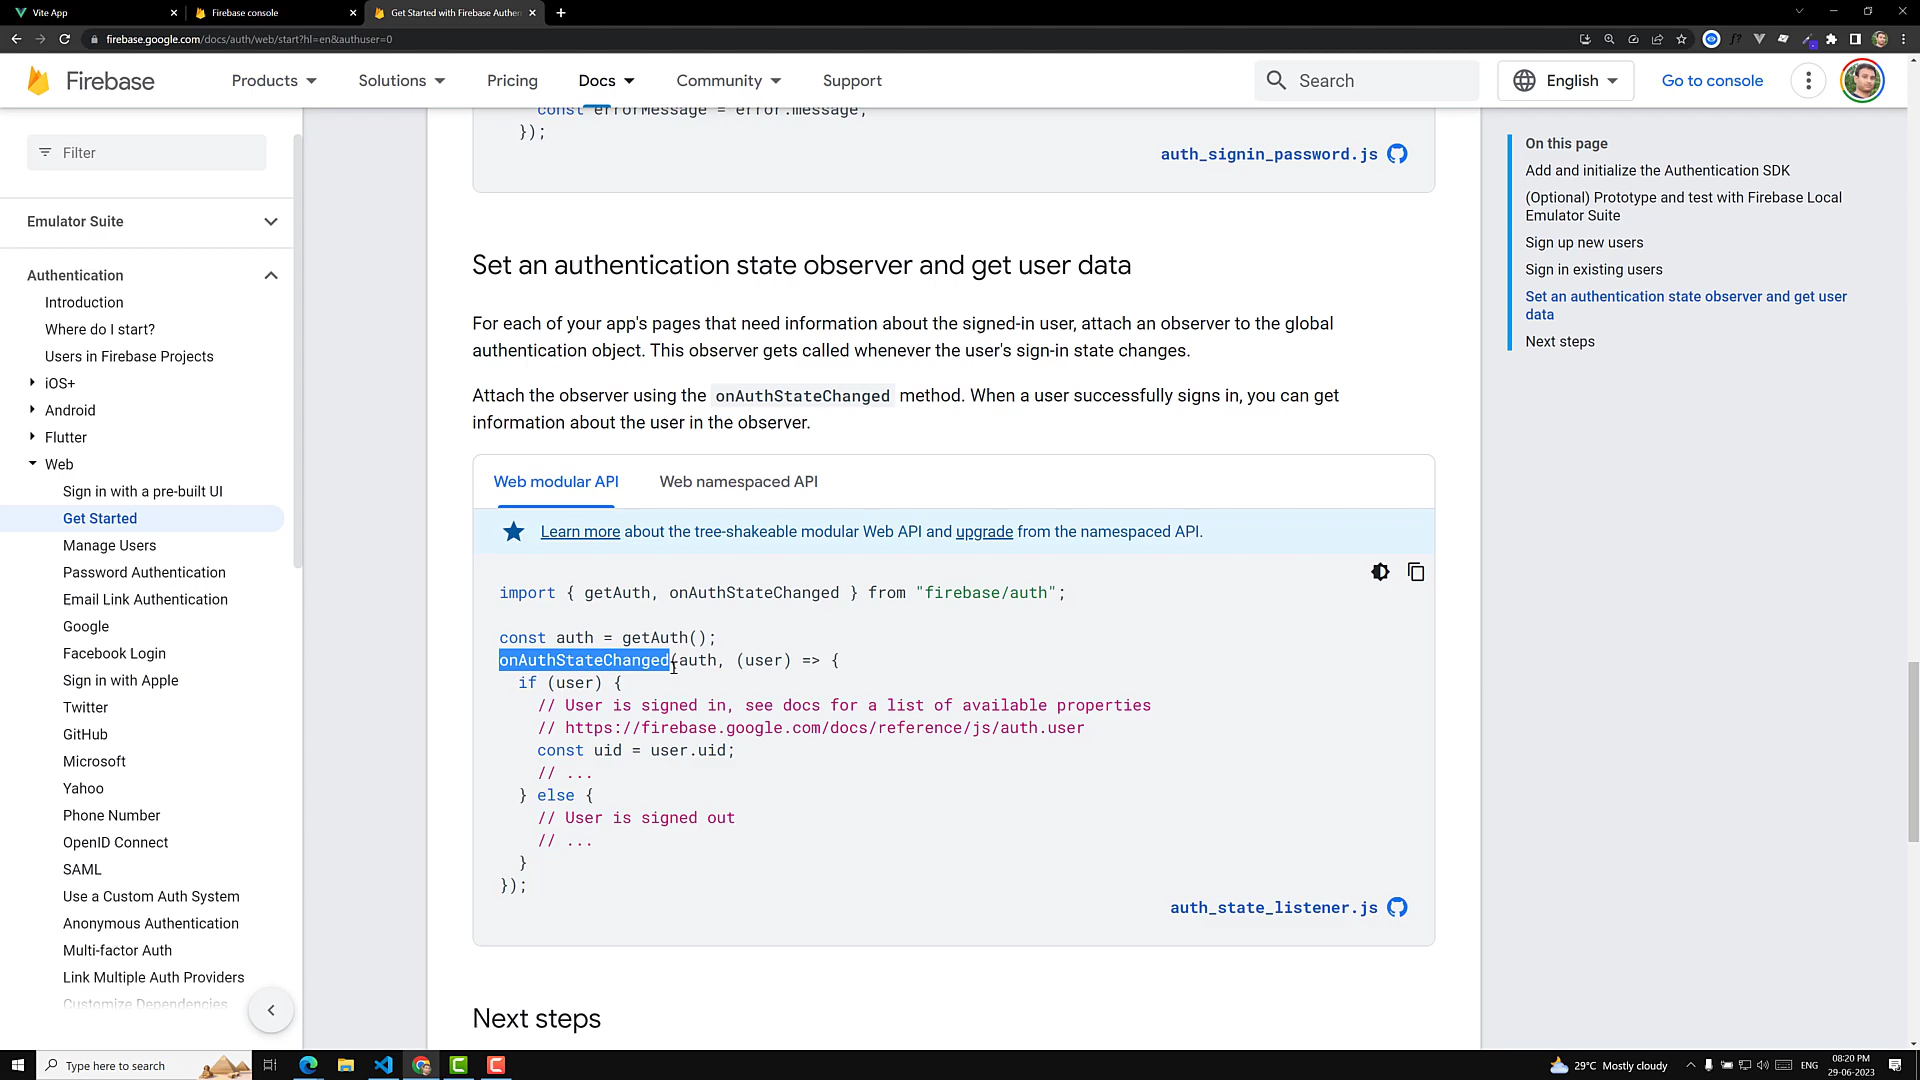 Vite App
Firebase console
Get Started with Firebase Authen
firebase.google.com/docs/auth/web/start?hl=en&authuser=0
Firebase
Products
Solutions
Pricing
Docs
Community
Support
Search
English
Go to console
Filter
Emulator Suite
Authentication
Introduction
Where do I start?
Users in Firebase Projects
iOS+
Android
Flutter
Web
Sign in with a pre-built UI
Get Started
Manage Users
Password Authentication
Email Link Authentication
Google
Facebook Login
Sign in with Apple
Twitter
GitHub
Microsoft
Yahoo
Phone Number
OpenID Connect
SAML
Use a Custom Auth System
Anonymous Authentication
Multi-factor Auth
Link Multiple Auth Providers
Customize Dependencies
const errorMessage = error.message;
});
auth_signin_password.js
Set an authentication state observer and get user data
For each of your app's pages that need information about the signed-in user, attach an observer to the global
authentication object. This observer gets called whenever the user's sign-in state changes.
Attach the observer using the onAuthStateChanged method. When a user successfully signs in, you can get
information about the user in the observer.
Web modular API
Web namespaced API
Learn more about the tree-shakeable modular Web API and upgrade from the namespaced API.
import { getAuth, onAuthStateChanged } from "firebase/auth";
const auth = getAuth();
onAuthStateChanged(auth, (user) => {
if (user) {
// User is signed in, see docs for a list of available properties
// https://firebase.google.com/docs/reference/js/auth.user
const uid = user.uid;
// ...
} else {
// User is signed out
// ...
}
});
auth_state_listener.js
Next steps
On this page
Add and initialize the Authentication SDK
(Optional) Prototype and test with Firebase Local
Emulator Suite
Sign up new users
Sign in existing users
Set an authentication state observer and get user
data
Next steps
Type here to search
29°C Mostly cloudy
ENG
08:20 PM
29-06-2023